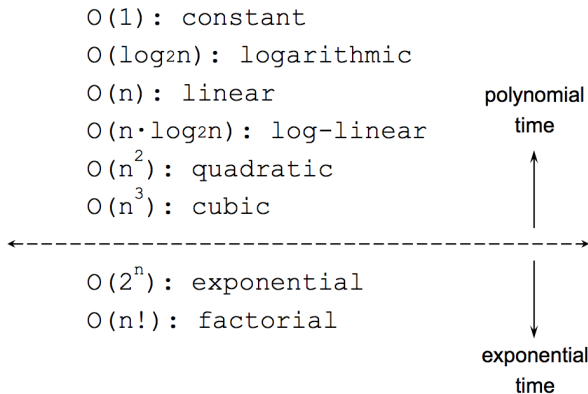 O(1): constant
O(log₂n): logarithmic
O(n): linear
O(n·log₂n): log-linear
O(n²): quadratic
O(n³): cubic
polynomial
time
O(2ⁿ): exponential
O(n!): factorial
exponential
time